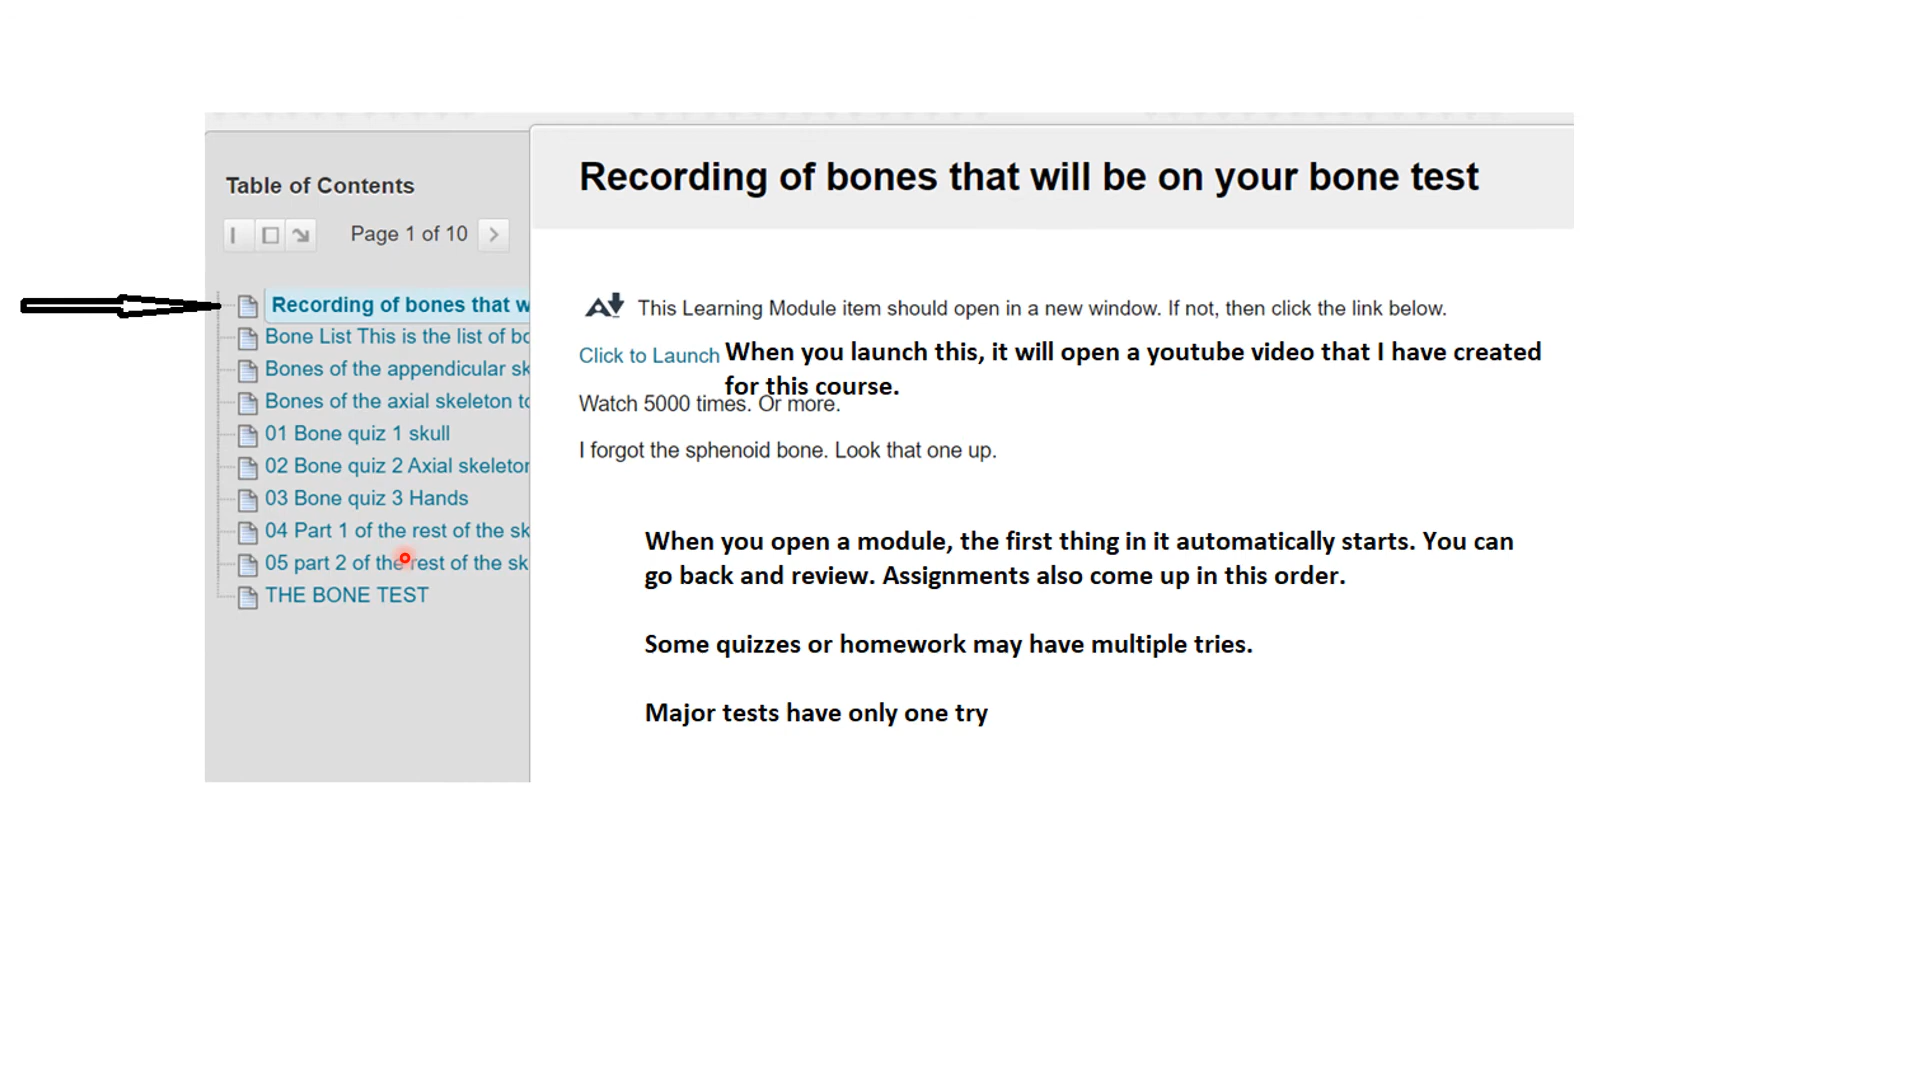 Table of Contents
Page 1 of 10
Recording of bones that w
Bone List This is the list of bo
Bones of the appendicular sk
Bones of the axial skeleton to
01 Bone quiz 1 skull
02 Bone quiz 2 Axial skeleton
03 Bone quiz 3 Hands
04 Part 1 of the rest of the sk
05 part 2 of the rest of the sk
THE BONE TEST
Recording of bones that will be on your bone test
This Learning Module item should open in a new window. If not, then click the link below.
Click to Launch When you launch this, it will open a youtube video that I have created
for this course.
Watch 5000 times. Or more.
I forgot the sphenoid bone. Look that one up.
When you open a module, the first thing in it automatically starts. You can
go back and review. Assignments also come up in this order.
Some quizzes or homework may have multiple tries.
Major tests have only one try